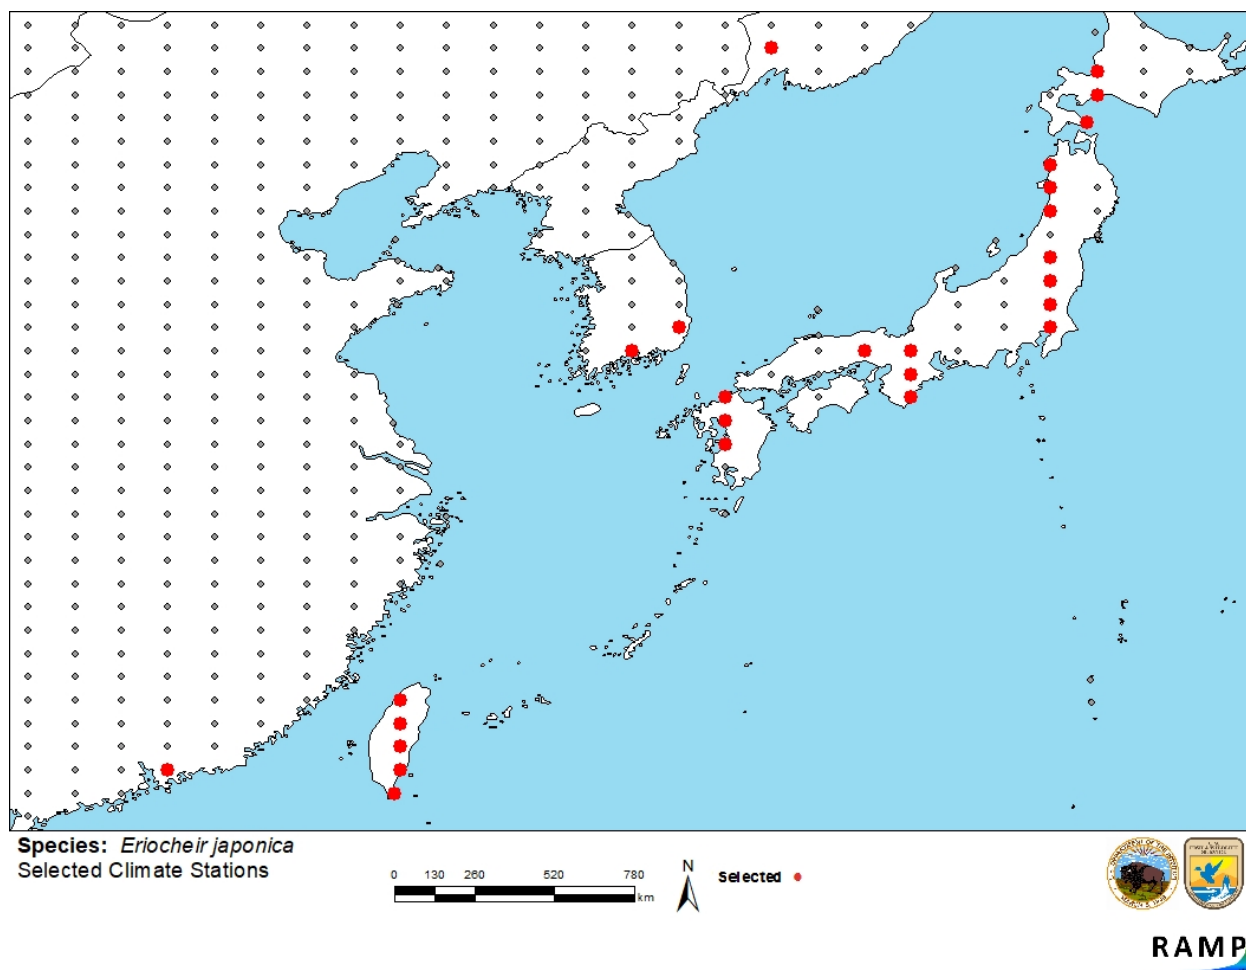 Species: Eriocheir japonica
Selected Climate Stations
0 130 260 520 780
km
N
Selected
RAMP